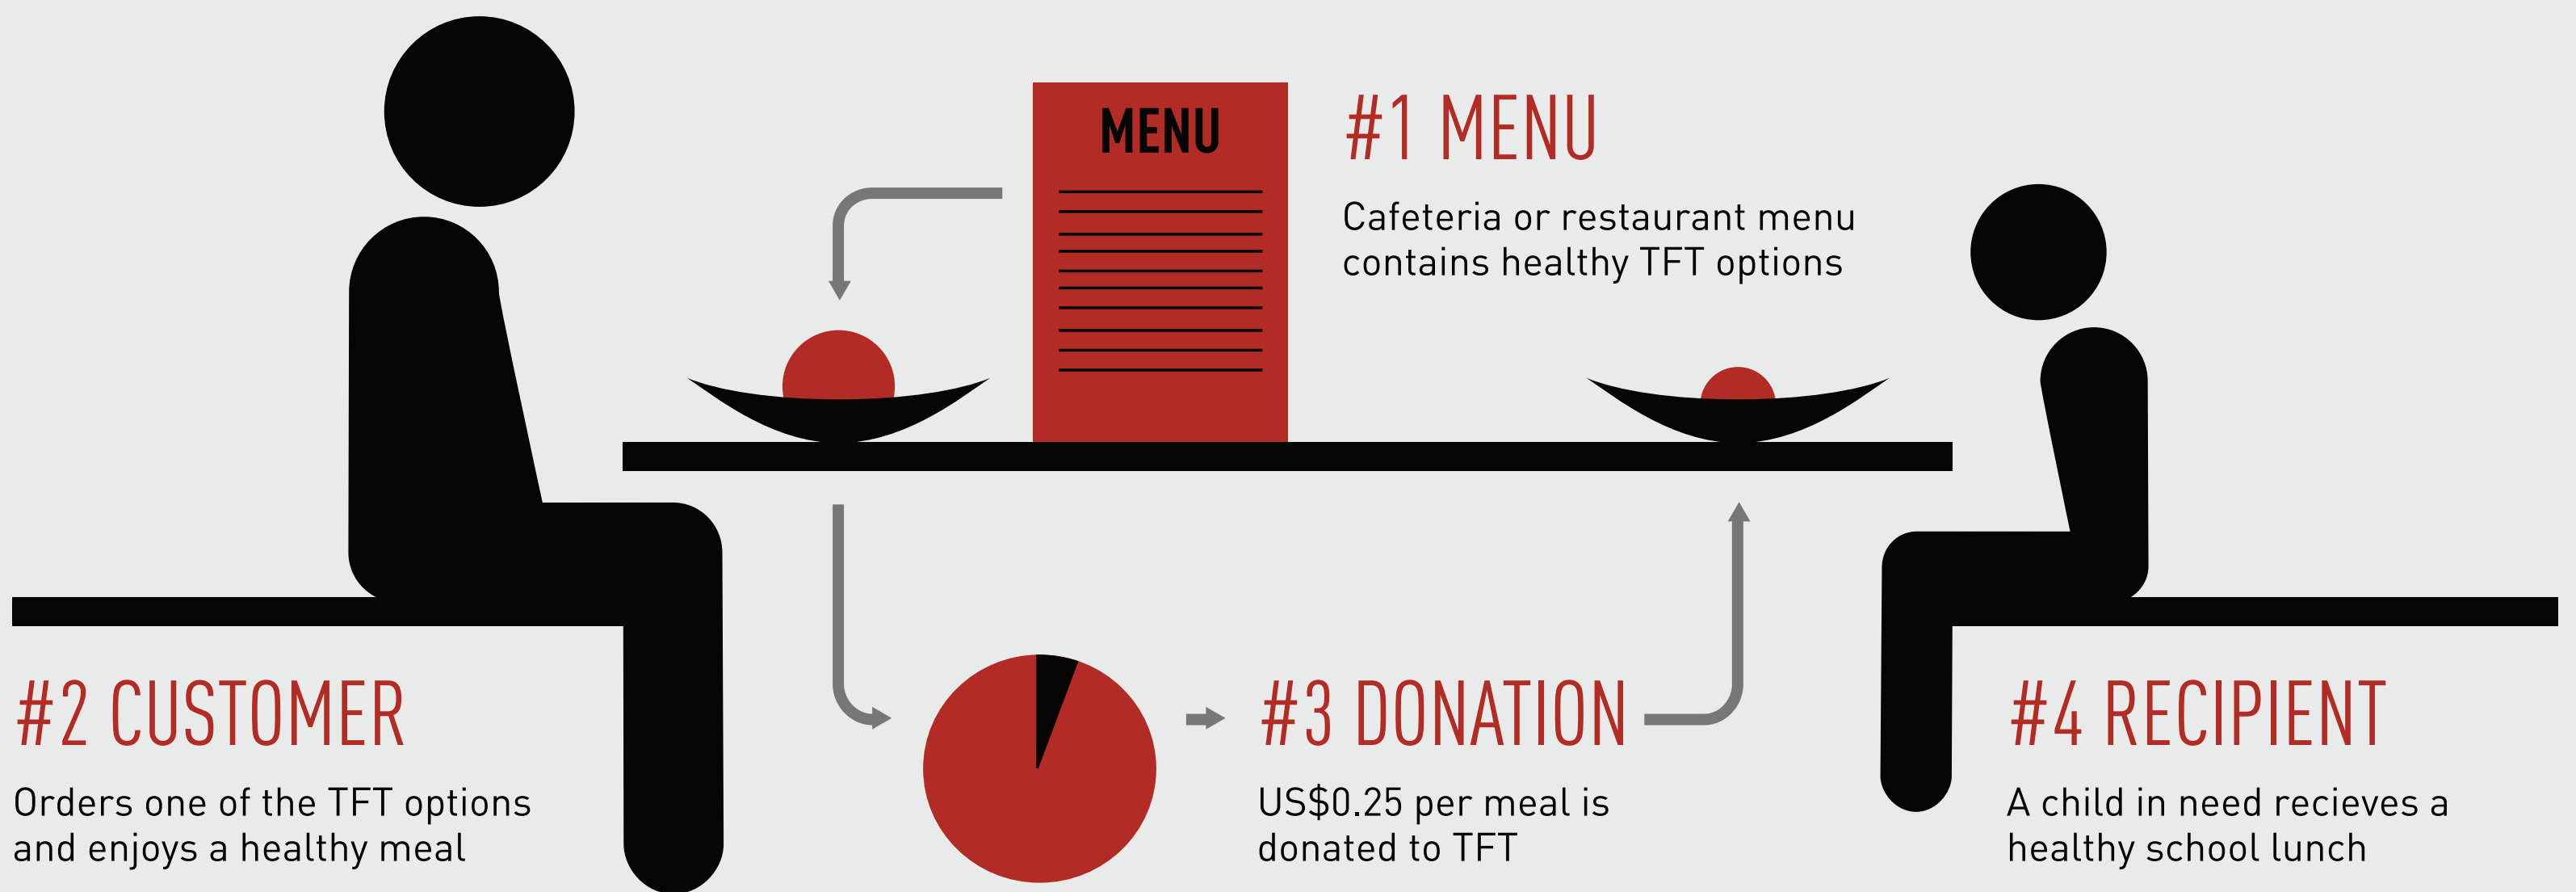 MENU
#1 MENU
Cafeteria or restaurant menu
contains healthy TFT options
#2 CUSTOMER
Orders one of the TFT options
and enjoys a healthy meal
#3 DONATION
US$0.25 per meal is
donated to TFT
#4 RECIPIENT
A child in need recieves a
healthy school lunch